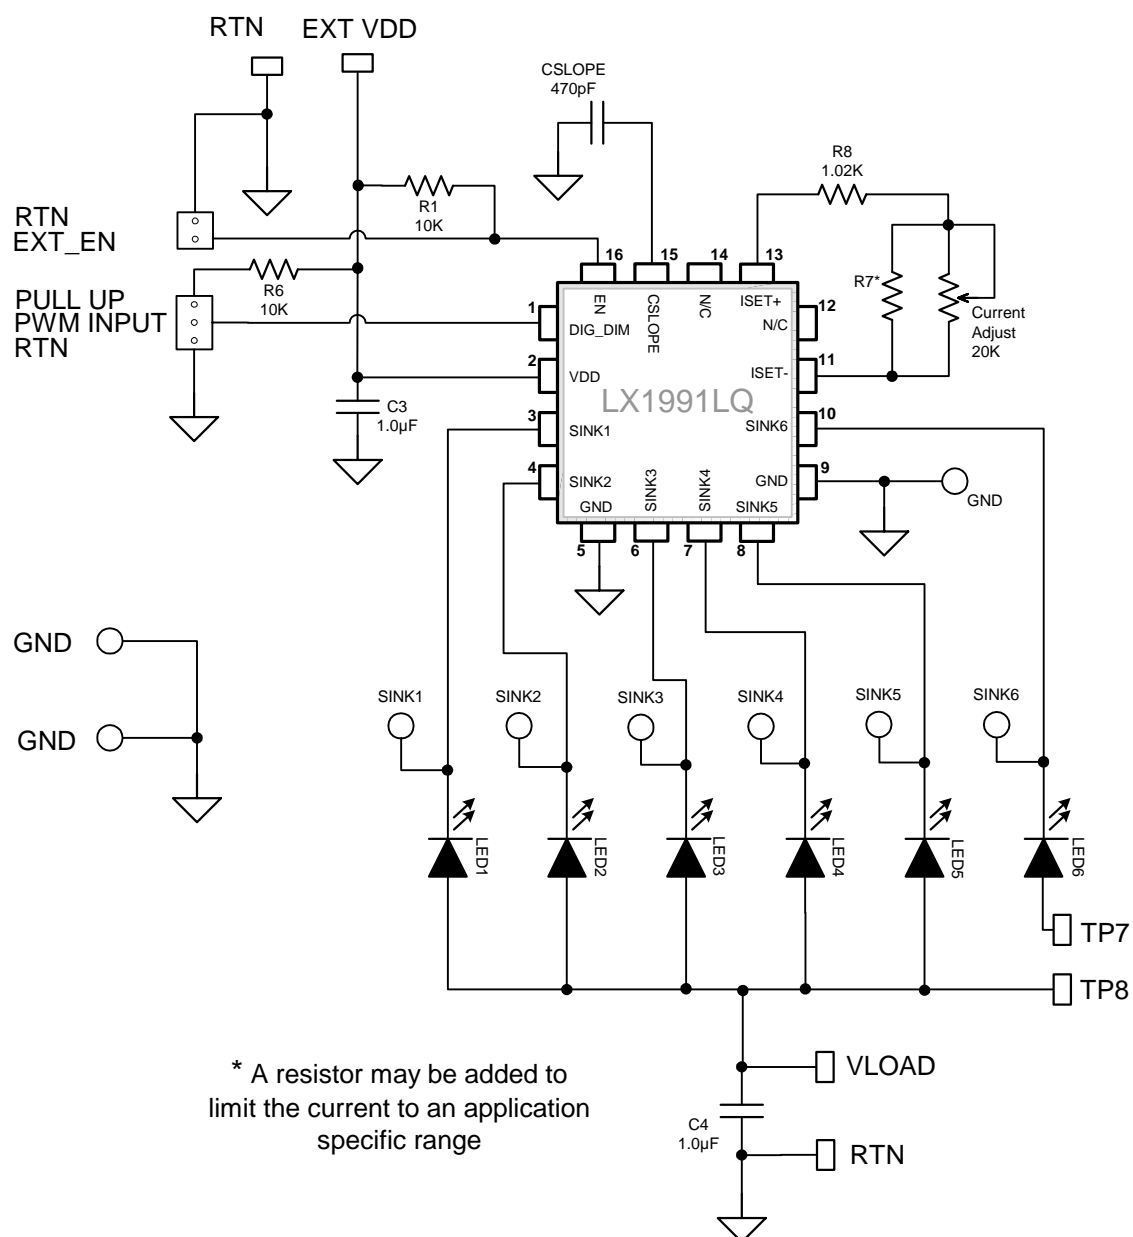 RTN
EXT VDD
CSLOPE
470pF
R8
1.02K
R1
10K
RTN
EXT_EN
16
15
14
13
R6
10K
R7*
PULL UP
PWM INPUT
RTN
1
EN
CSLOPE
N/C
ISET+
12
DIG_DIM
N/C
Current
Adjust
20K
2
VDD
ISET-
11
LX1991LQ
C3
1.0µF
3
SINK1
SINK6
10
4
SINK2
SINK3
SINK4
GND
9
GND
GND
SINK5
5
6
7
8
GND
SINK1
SINK2
SINK3
SINK4
SINK5
SINK6
GND
LED1
LED2
LED3
LED4
LED5
LED6
TP7
TP8
* A resistor may be added to
limit the current to an application
specific range
VLOAD
C4
1.0µF
RTN